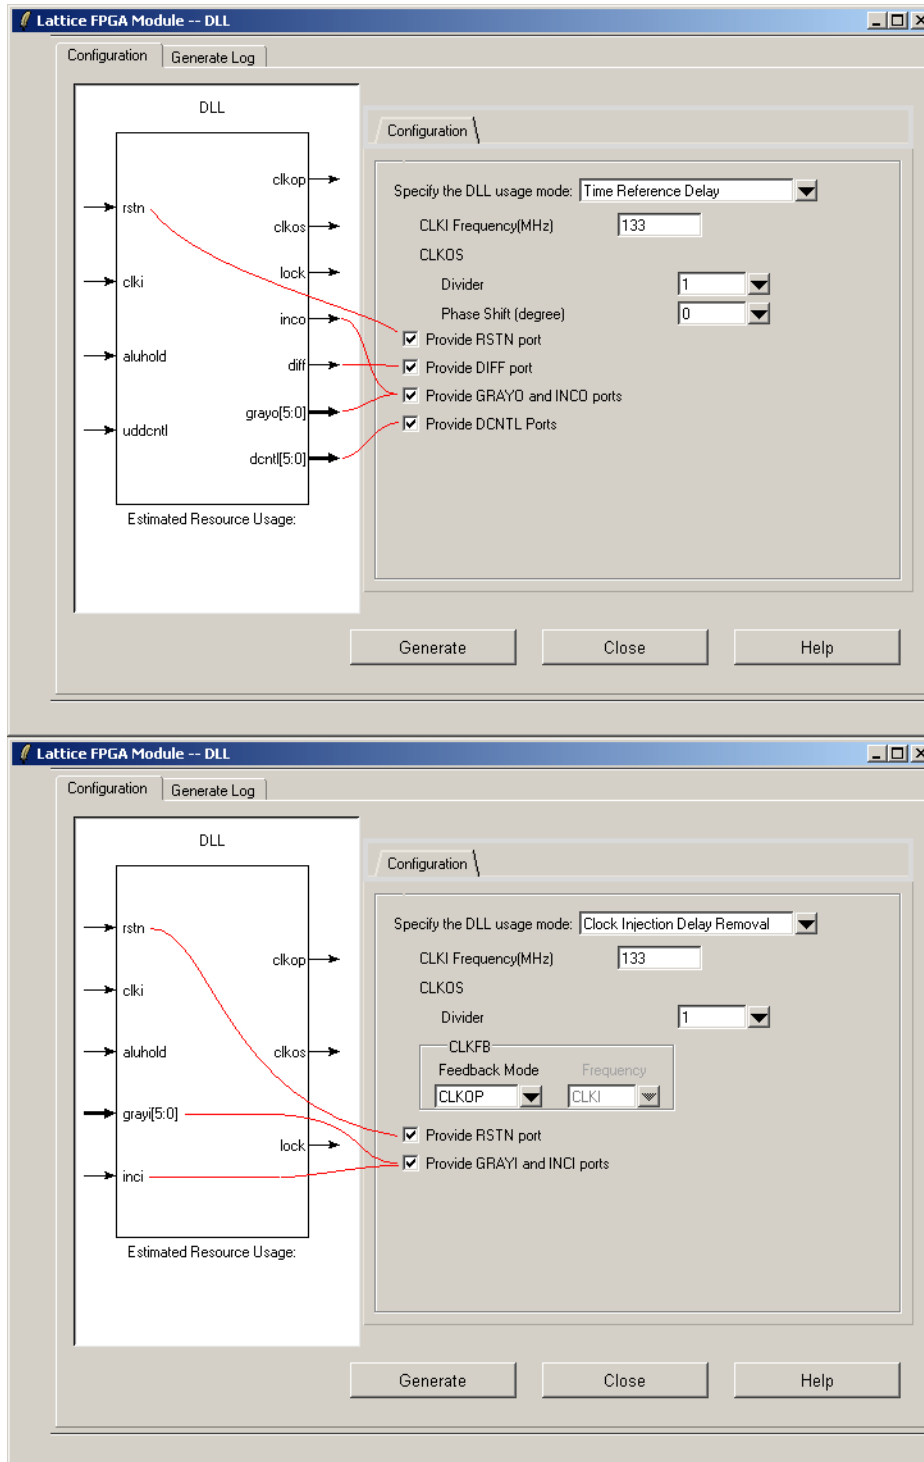 Lattice FPGA Module -- DLL
Configuration Generate Log
DLL
rstn
clki
aluhold
uddcntl
clkop
clkos
lock
inco
diff
grayo[5:0]
dcntl[5:0]
Estimated Resource Usage:
Configuration
Specify the DLL usage mode: Time Reference Delay
CLKI Frequency(MHz) 133
CLKOS
Divider 1
Phase Shift (degree) 0
Provide RSTN port
Provide DIFF port
Provide GRAYO and INCO ports
Provide DCNTL Ports
Generate Close Help
Lattice FPGA Module -- DLL
Configuration Generate Log
DLL
rstn
clki
aluhold
grayi[5:0]
inci
clkop
clkos
lock
Estimated Resource Usage:
Configuration
Specify the DLL usage mode: Clock Injection Delay Removal
CLKI Frequency(MHz) 133
CLKOS
Divider 1
CLKFB
Feedback Mode Frequency
CLKOP CLKI
Provide RSTN port
Provide GRAYI and INCI ports
Generate Close Help